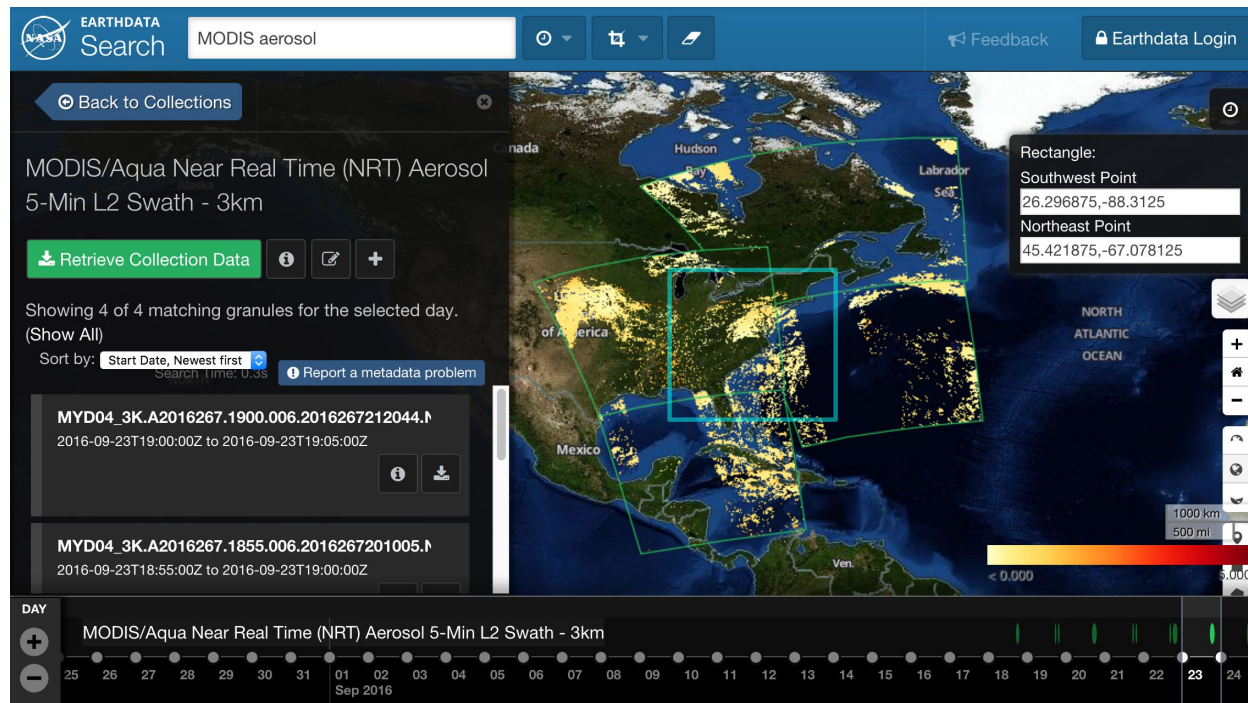 NASA
EARTHDATA
Search
MODIS aerosol
Feedback
Earthdata Login
Back to Collections
MODIS/Aqua Near Real Time (NRT) Aerosol
5-Min L2 Swath - 3km
Retrieve Collection Data
Showing 4 of 4 matching granules for the selected day.
(Show All)
Sort by: Start Date, Newest first
Search Time: 0.3s
Report a metadata problem
MYD04_3K.A2016267.1900.006.2016267212044.N
2016-09-23T19:00:00Z to 2016-09-23T19:05:00Z
MYD04_3K.A2016267.1855.006.2016267201005.N
2016-09-23T18:55:00Z to 2016-09-23T19:00:00Z
Canada
Hudson
Bay
Labrador
Sea
of America
Mexico
Ven.
NORTH
ATLANTIC
OCEAN
Rectangle:
Southwest Point
26.296875,-88.3125
Northeast Point
45.421875,-67.078125
1000 km
500 mi
< 0.000
5.000
DAY
MODIS/Aqua Near Real Time (NRT) Aerosol 5-Min L2 Swath - 3km
25 26 27 28 29 30 31 01 02 03 04 05 06 07 08 09 10 11 12 13 14 15 16 17 18 19 20 21 22 23 24
Sep 2016